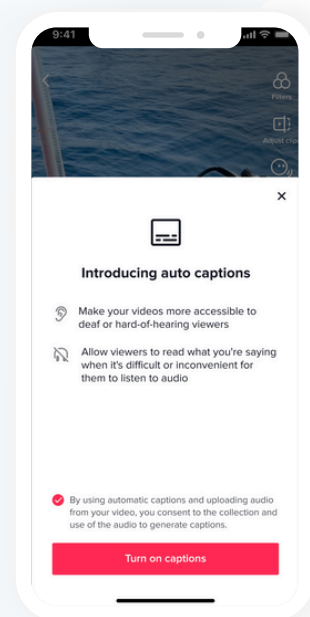 9:41
Filters
Adjust clips
Introducing auto captions
Make your videos more accessible to
deaf or hard-of-hearing viewers
Allow viewers to read what you're saying
when it's difficult or inconvenient for
them to listen to audio
By using automatic captions and uploading audio
from your video, you consent to the collection and
use of the audio to generate captions.
Turn on captions